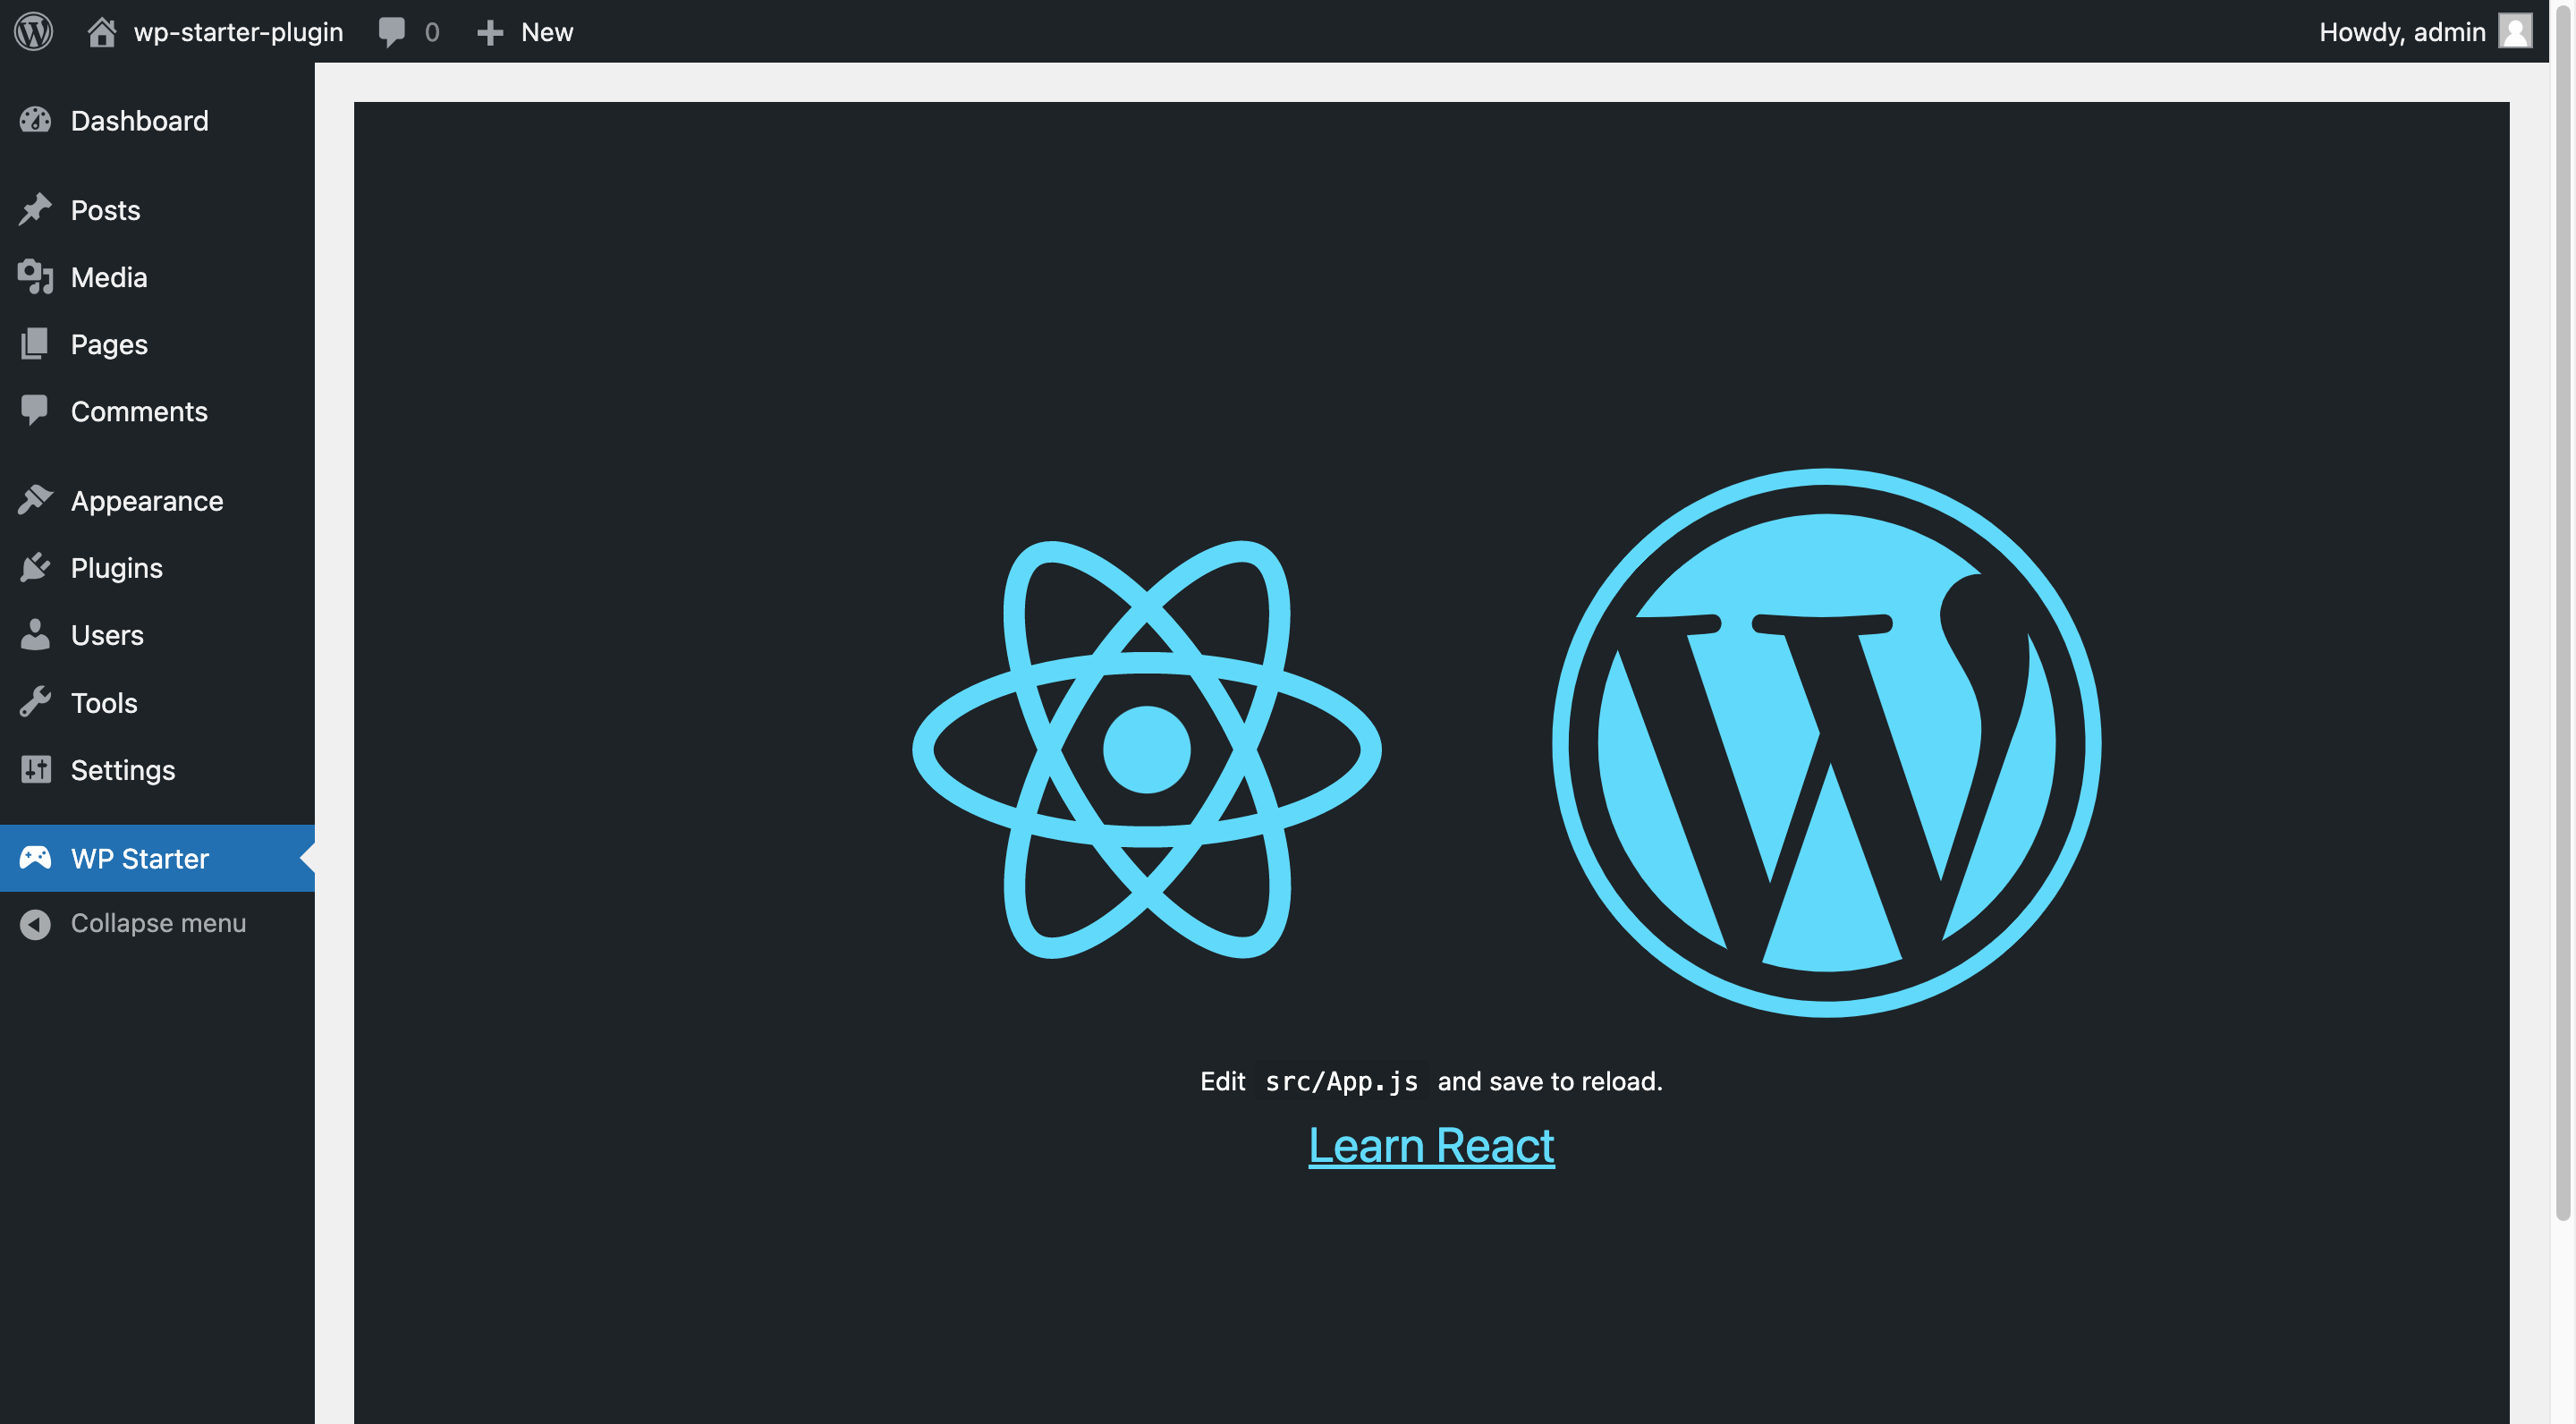 wp-starter-plugin 0 New Howdy, admin
Dashboard
Posts
Media
Pages
Comments
Appearance
Plugins
Users
Tools
Settings
WP Starter
Collapse menu
Edit src/App.js and save to reload.
Learn React